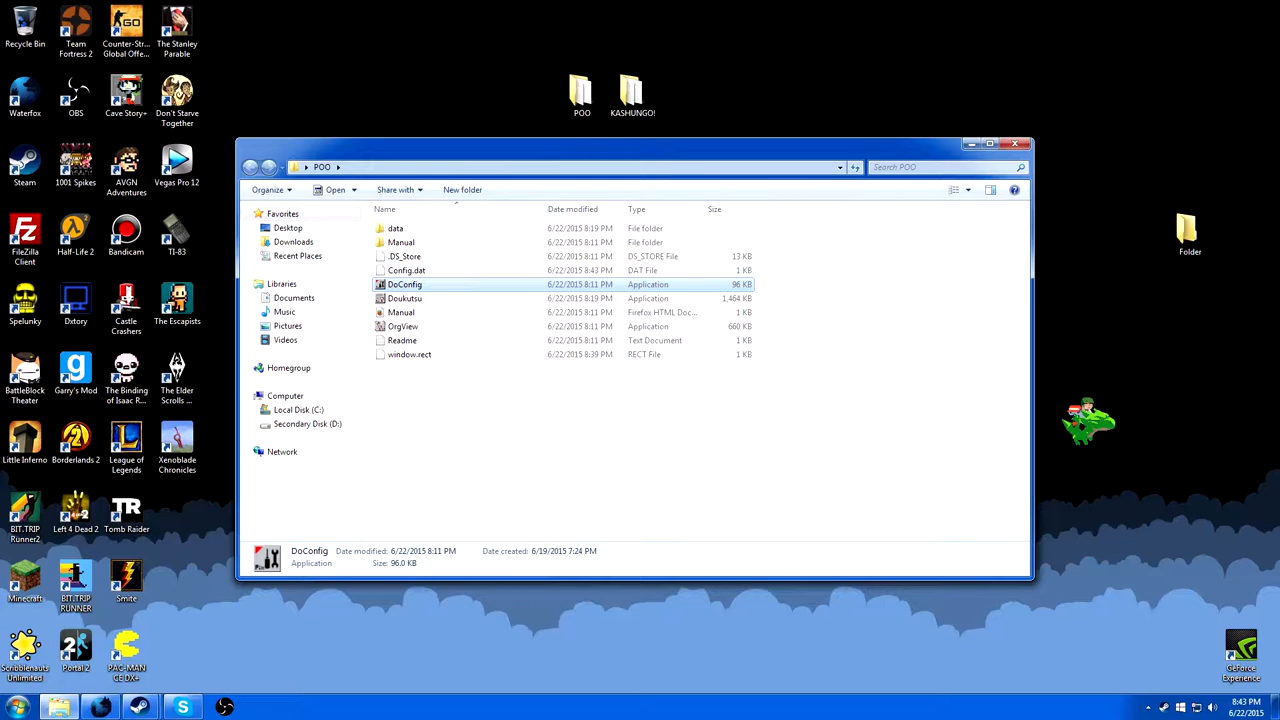 Recycle Bin
Team
Fortress 2
Counter-Str...
Global Offe...
The Stanley
Parable
Waterfox
OBS
Cave Story+
Don't Starve
Together
Steam
1001 Spikes
AVGN
Adventures
Vegas Pro 12
FileZilla
Client
Half-Life 2
Bandicam
TI-83
Spelunky
Dxtory
Castle
Crashers
The Escapists
BattleBlock
Theater
Garry's Mod
The Binding
of Isaac R...
The Elder
Scrolls ...
Little Inferno
Borderlands 2
League of
Legends
Xenoblade
Chronicles
BIT.TRIP
Runner2
Left 4 Dead 2
TR
Tomb Raider
Minecraft
BIT.TRIP
RUNNER
Smite
Scribblenauts
Unlimited
Portal 2
PAC-MAN
CE DX+
POO
KASHUNGO!
Folder
GeForce
Experience
POO
Search POO
Organize
Open
Share with
New folder
Name Date modified Type Size
Favorites
Desktop
Downloads
Recent Places
Libraries
Documents
Music
Pictures
Videos
Homegroup
Computer
Local Disk (C:)
Secondary Disk (D:)
Network
data 6/22/2015 8:19 PM File folder
Manual 6/22/2015 8:11 PM File folder
.DS_Store 6/22/2015 8:11 PM DS_STORE File 13 KB
Config.dat 6/22/2015 8:43 PM DAT File 1 KB
DoConfig 6/22/2015 8:11 PM Application 96 KB
Doukutsu 6/22/2015 8:19 PM Application 1,464 KB
Manual 6/22/2015 8:11 PM Firefox HTML Doc... 1 KB
OrgView 6/22/2015 8:11 PM Application 660 KB
Readme 6/22/2015 8:11 PM Text Document 1 KB
window.rect 6/22/2015 8:39 PM RECT File 1 KB
DoConfig Date modified: 6/22/2015 8:11 PM Date created: 6/19/2015 7:24 PM
Application Size: 96.0 KB
8:43 PM
6/22/2015